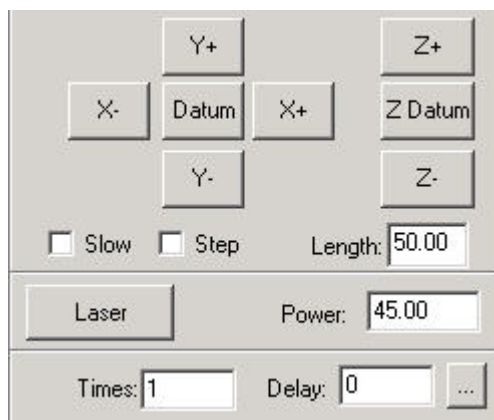 Y+ Z+
X- Datum X+ Z Datum
Y- Z-
Slow Step Length: 50.00
Laser Power: 45.00
Times: 1 Delay: 0 ...